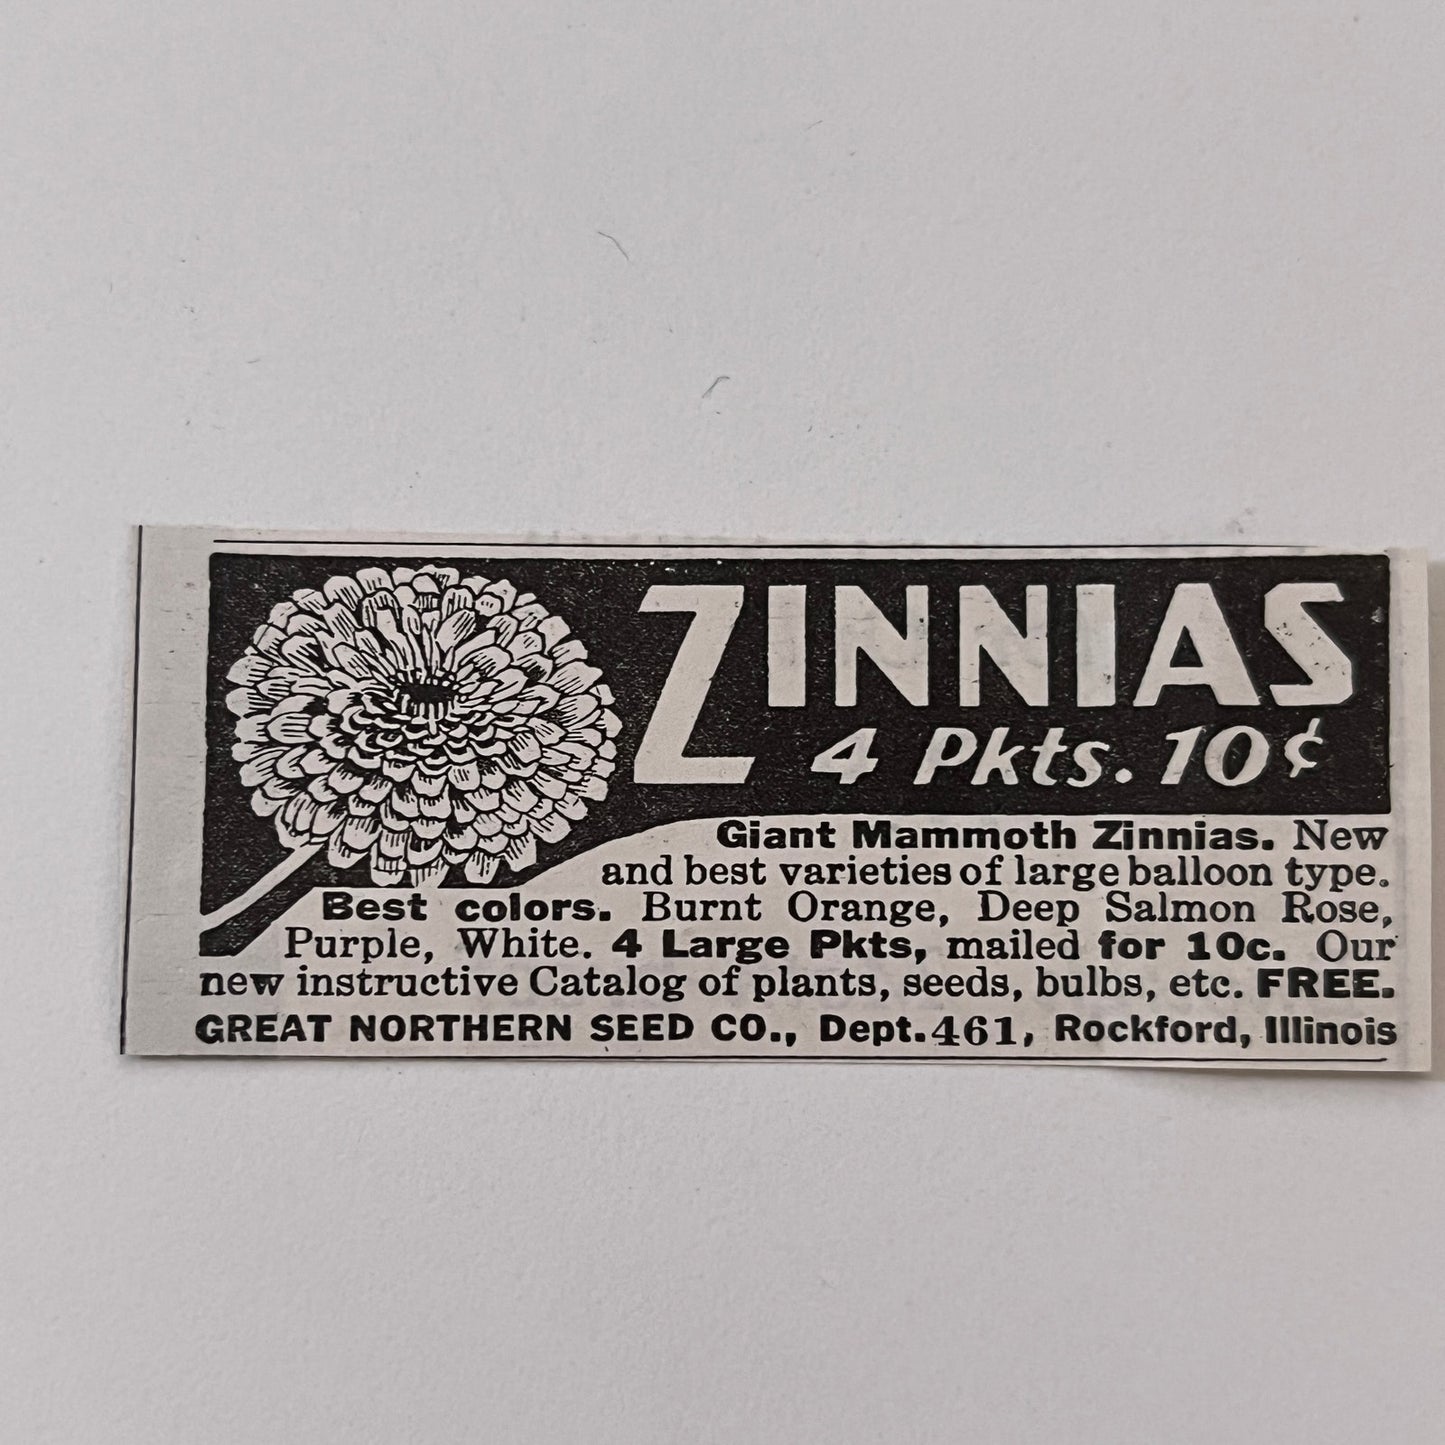 ZINNIAS
4 Pkts. 10¢
Giant Mammoth Zinnias. New
and best varieties of large balloon type.
Best colors. Burnt Orange, Deep Salmon Rose,
Purple, White. 4 Large Pkts, mailed for 10c. Our
new instructive Catalog of plants, seeds, bulbs, etc. FREE.
GREAT NORTHERN SEED CO., Dept. 461, Rockford, Illinois